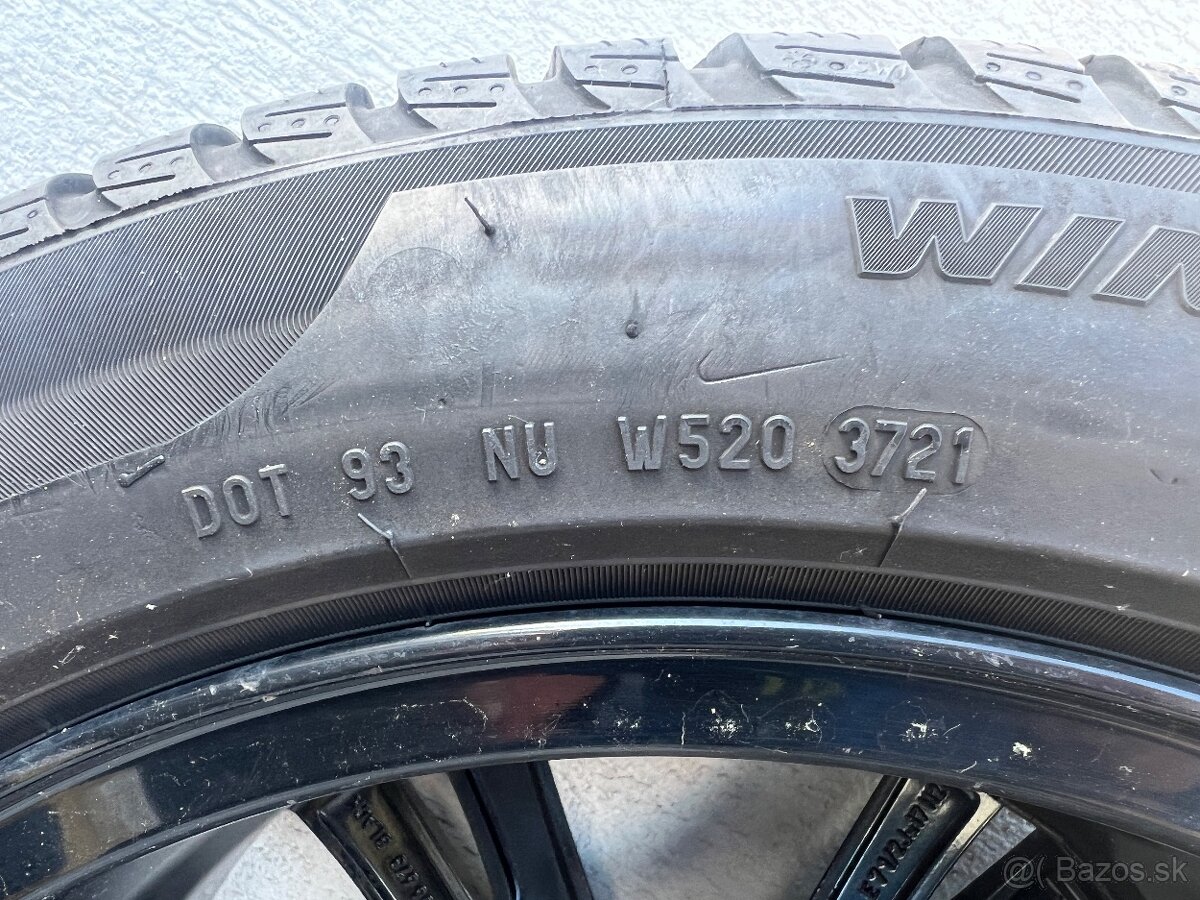 WIN
DOT 93 NU W520 3721
@( Bazos.sk